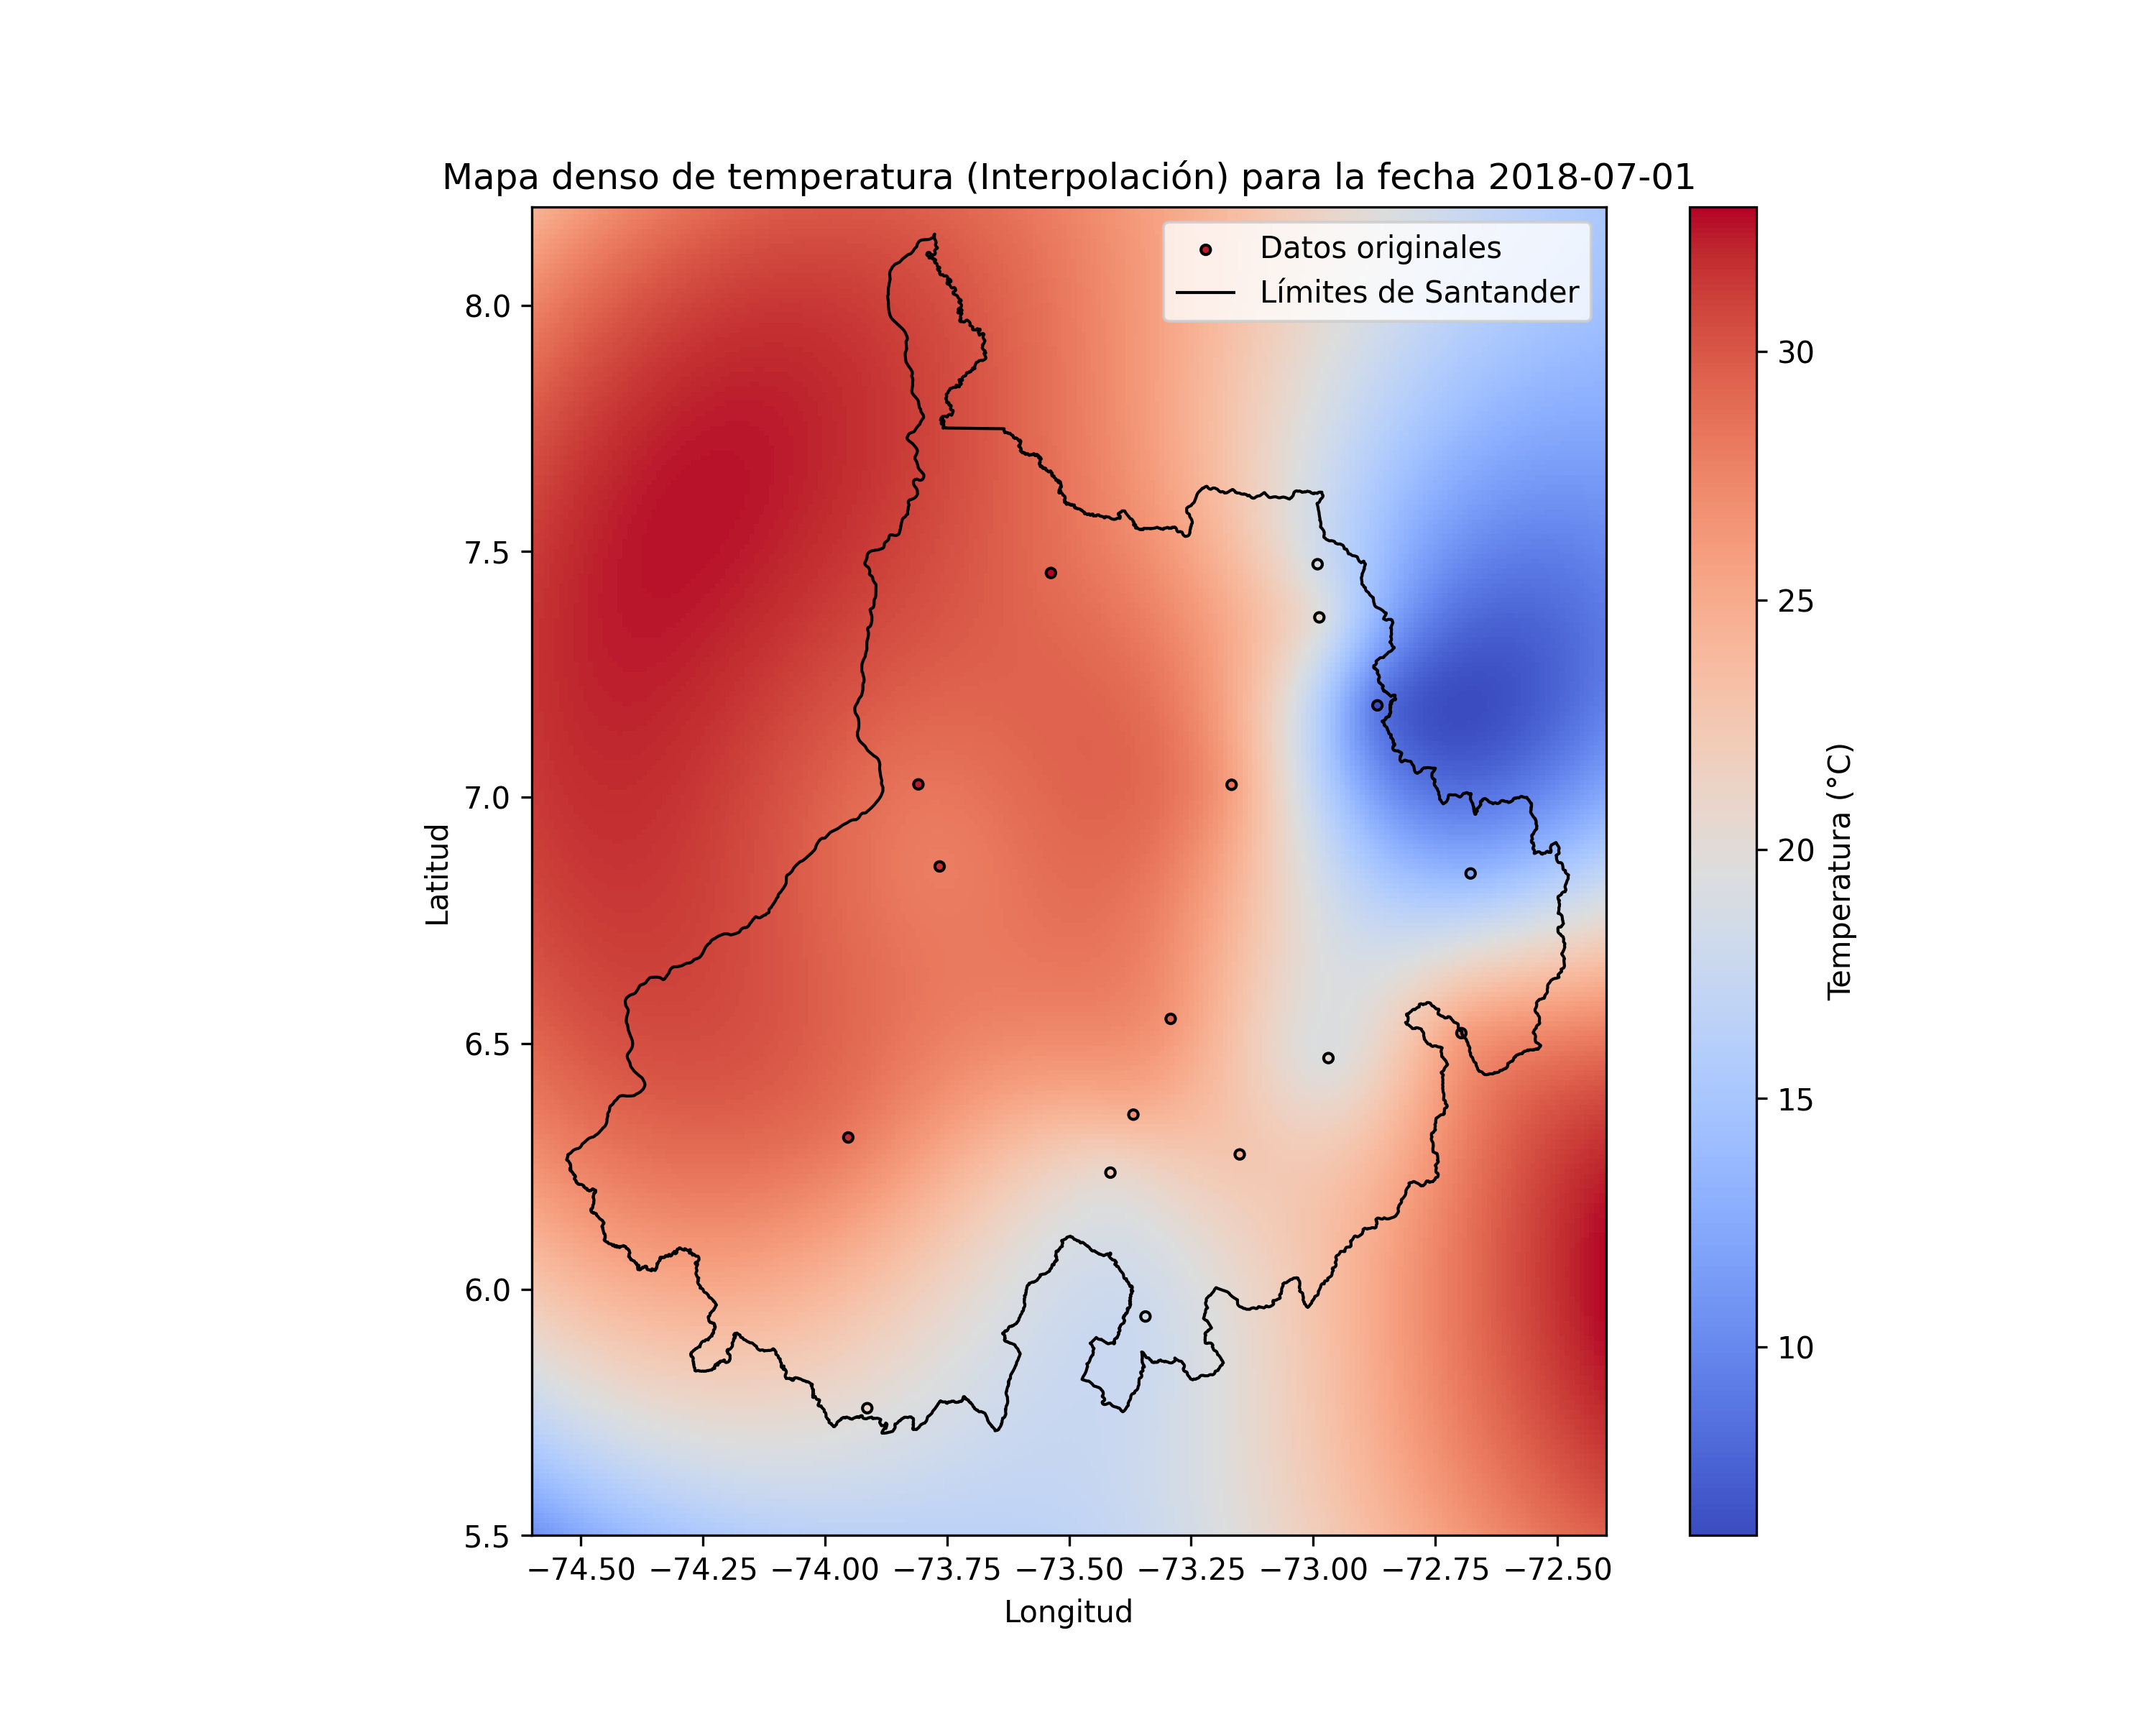 Mapa denso de temperatura (Interpolación) para la fecha 2018-07-01
Datos originales
Límites de Santander
8.0
7.5
7.0
6.5
6.0
5.5
Latitud
−74.50 −74.25 −74.00 −73.75 −73.50 −73.25 −73.00 −72.75 −72.50
Longitud
30
25
20
15
10
Temperatura (°C)